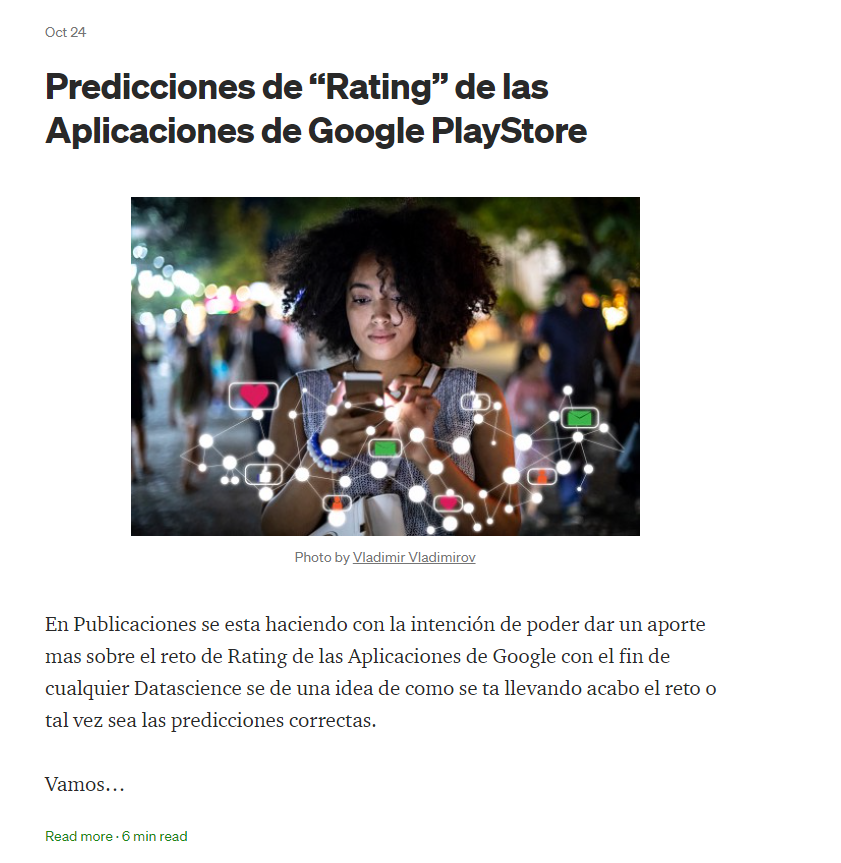 Oct 24
Predicciones de “Rating” de las
Aplicaciones de Google PlayStore
Photo by Vladimir Vladimirov
En Publicaciones se esta haciendo con la intención de poder dar un aporte
mas sobre el reto de Rating de las Aplicaciones de Google con el fin de
cualquier Datascience se de una idea de como se ta llevando acabo el reto o
tal vez sea las predicciones correctas.
Vamos…
Read more · 6 min read